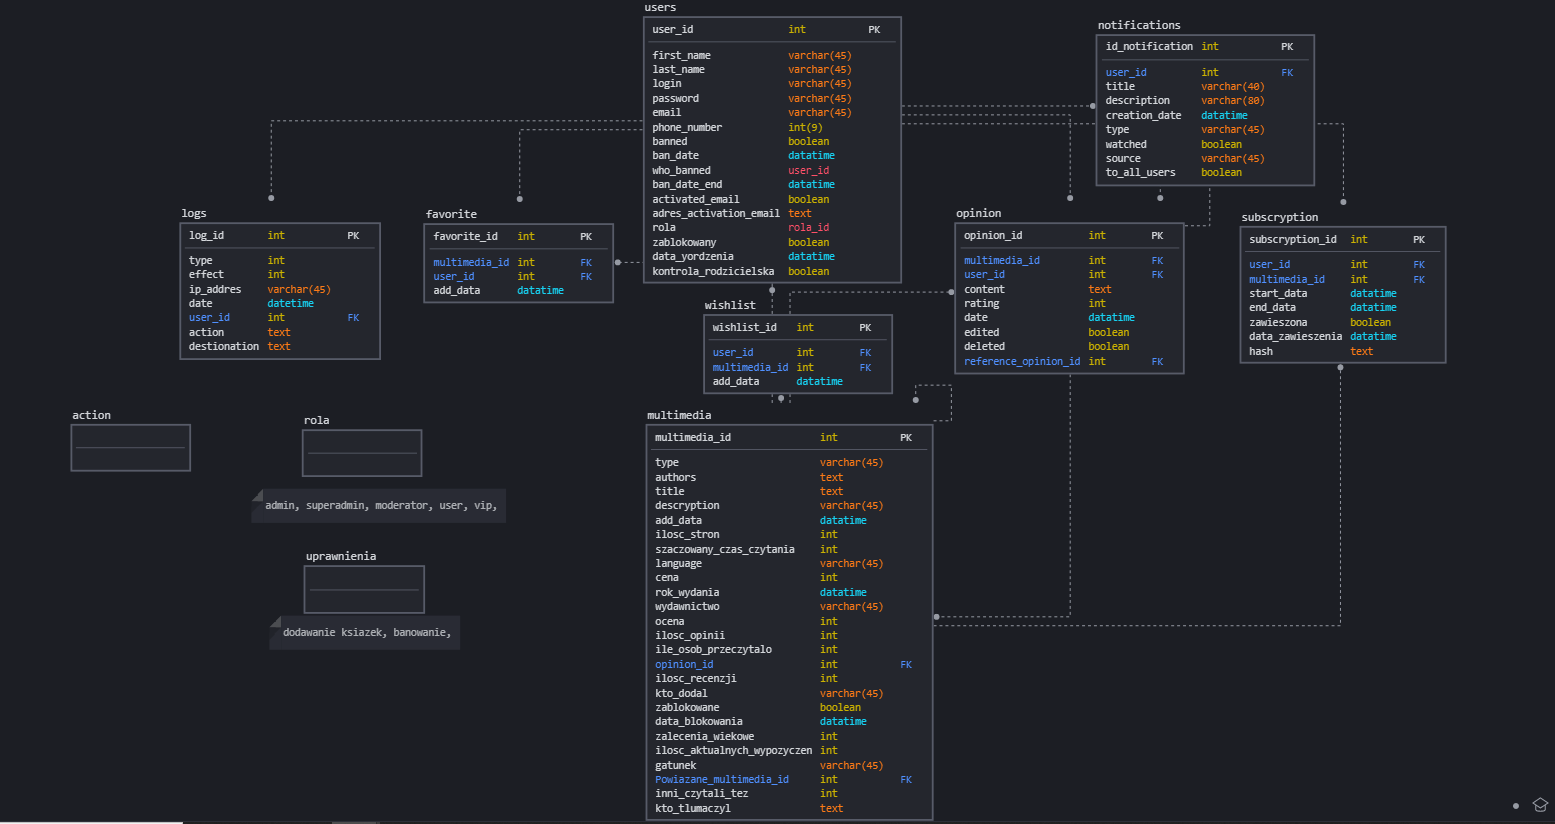 users
user_id int PK
first_name varchar(45)
last_name varchar(45)
login varchar(45)
password varchar(45)
email varchar(45)
phone_number int(9)
banned boolean
ban_date datatime
who_banned user_id
ban_date_end datatime
activated_email boolean
adres_activation_email text
rola rola_id
zablokowany boolean
data_yordzenia datatime
kontrola_rodzicielska boolean
notifications
id_notification int PK
user_id int FK
title varchar(40)
description varchar(80)
creation_date datatime
type varchar(45)
watched boolean
source varchar(45)
to_all_users boolean
logs
log_id int PK
type int
effect int
ip_addres varchar(45)
date datetime
user_id int FK
action text
destionation text
favorite
favorite_id int PK
multimedia_id int FK
user_id int FK
add_data datatime
opinion
opinion_id int PK
multimedia_id int FK
user_id int FK
content text
rating int
date datatime
edited boolean
deleted boolean
reference_opinion_id int FK
subscryption
subscryption_id int PK
user_id int FK
multimedia_id int FK
start_data datatime
end_data datatime
zawieszona boolean
data_zawieszenia datatime
hash text
wishlist
wishlist_id int PK
user_id int FK
multimedia_id int FK
add_data datatime
action
rola
admin, superadmin, moderator, user, vip,
uprawnienia
dodawanie ksiazek, banowanie,
multimedia
multimedia_id int PK
type varchar(45)
authors text
title text
descryption varchar(45)
add_data datatime
ilosc_stron int
szaczowany_czas_czytania int
language varchar(45)
cena int
rok_wydania datatime
wydawnictwo varchar(45)
ocena int
ilosc_opinii int
ile_osob_przeczytalo int
opinion_id int FK
ilosc_recenzji int
kto_dodal varchar(45)
zablokowane boolean
data_blokowania datatime
zalecenia_wiekowe int
ilosc_aktualnych_wypozyczen int
gatunek varchar(45)
Powiazane_multimedia_id int FK
inni_czytali_tez int
kto_tlumaczyl text